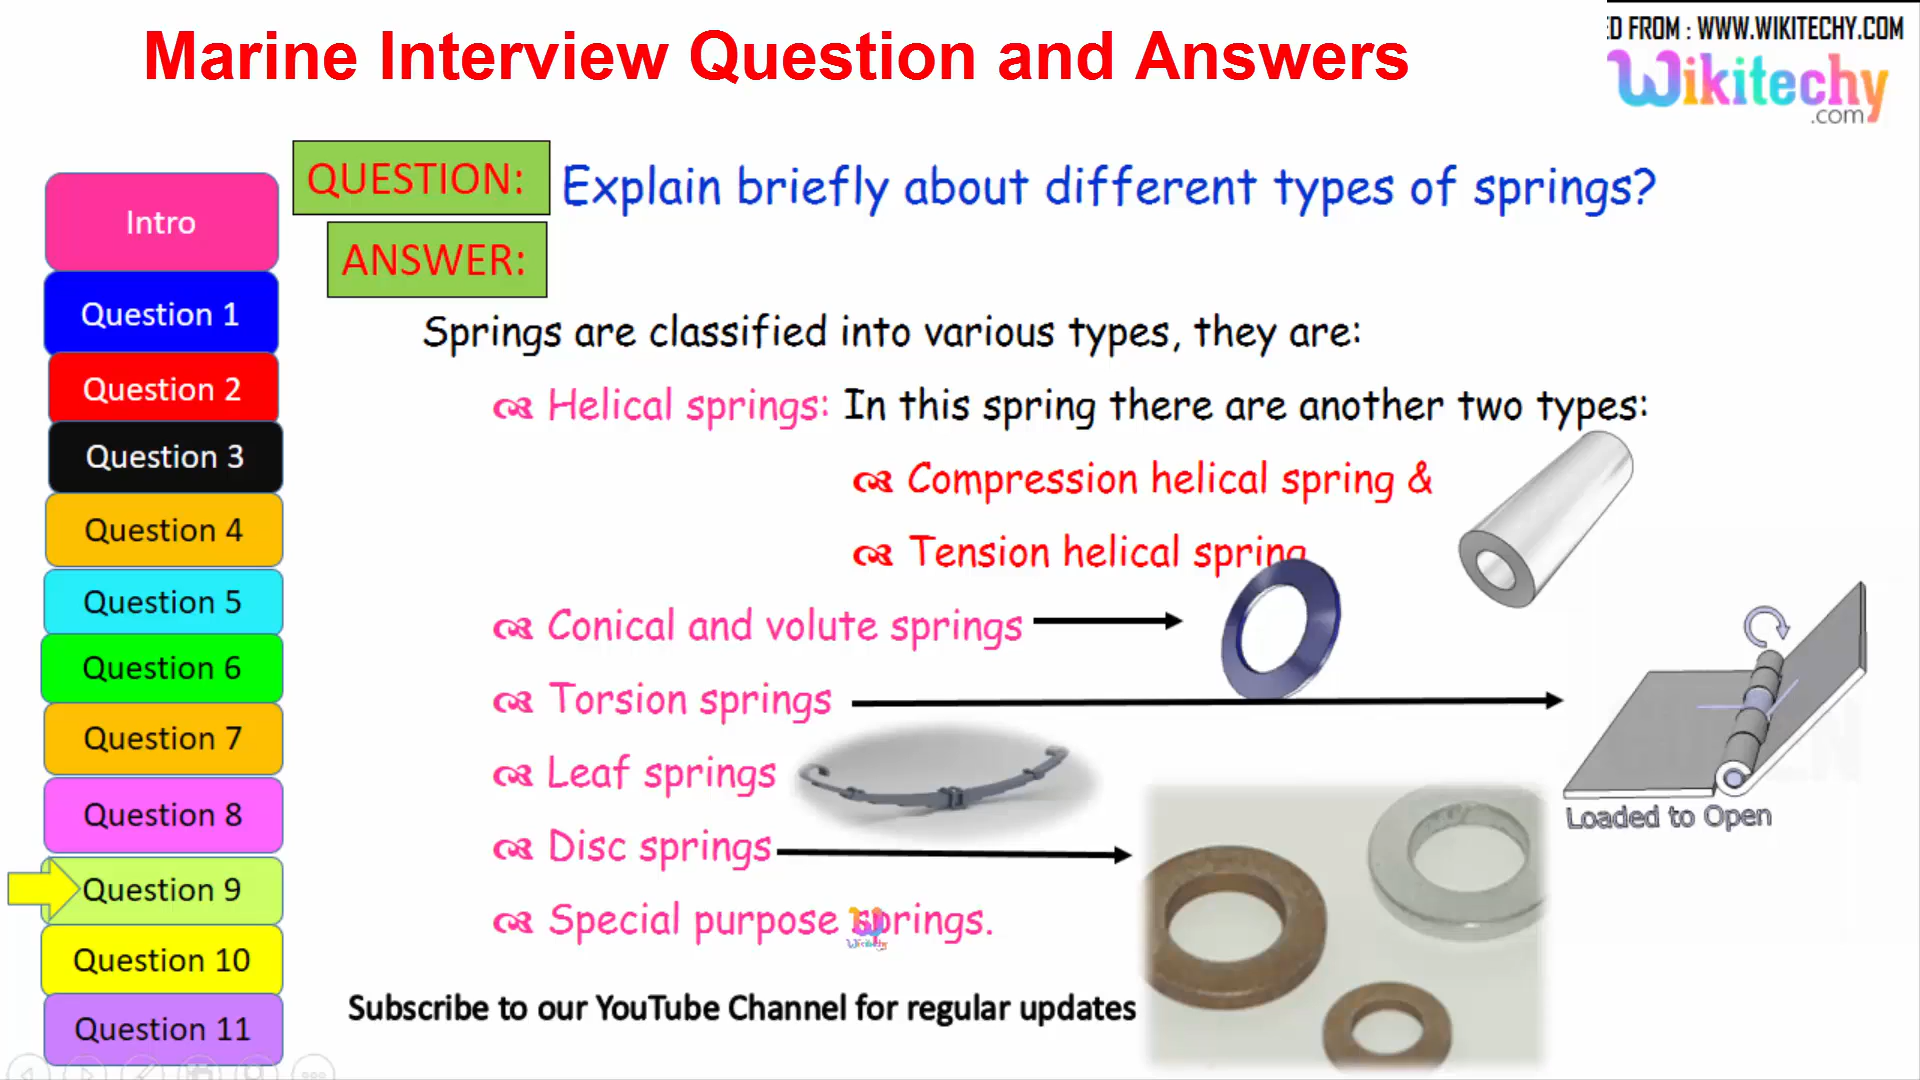 Marine Interview Question and Answers
D FROM : WWW.WIKITECHY.COM
Wikitechy
.com
QUESTION: Explain briefly about different types of springs?
ANSWER:
Springs are classified into various types, they are:
Helical springs: In this spring there are another two types:
Compression helical spring &
Tension helical spring
Conical and volute springs
Torsion springs
Leaf springs
Disc springs
Special purpose springs.
Wikitechy
Loaded to Open
Subscribe to our YouTube Channel for regular updates
Intro
Question 1
Question 2
Question 3
Question 4
Question 5
Question 6
Question 7
Question 8
Question 9
Question 10
Question 11